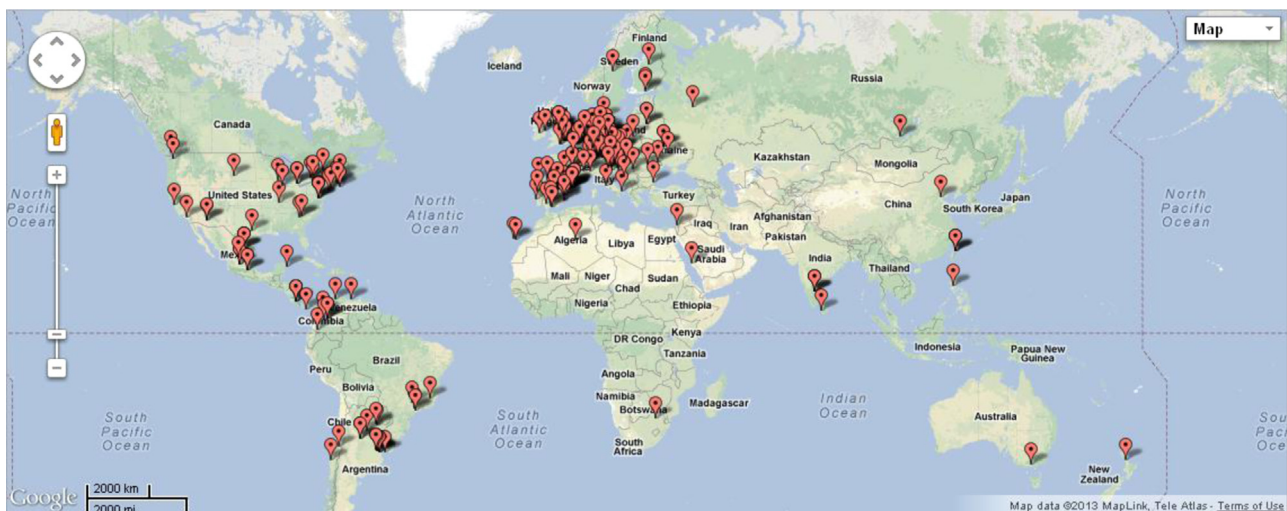 Map
Finland
Iceland
Sweden
Russia
Norway
Canada
Kazakhstan
Mongolia
North
Pacific
Ocean
United States
North
Atlantic
Ocean
Turkey
China
South Korea
Japan
North
Pacific
Ocean
Iraq
Iran
Afghanistan
Pakistan
Algeria
Libya
Egypt
Saudi
Arabia
India
Thailand
Mali
Niger
Chad
Sudan
Nigeria
Ethiopia
Venezuela
Colombia
DR Congo
Kenya
Tanzania
Indonesia
Papua New
Guinea
Peru
Brazil
Bolivia
Angola
Namibia
Botswana
Madagascar
South
Pacific
Ocean
Chile
South
Atlantic
Ocean
Indian
Ocean
Australia
South
Africa
Argentina
New
Zealand
Google
2000 km
2000 mi
Map data ©2013 MapLink, Tele Atlas - Terms of Use